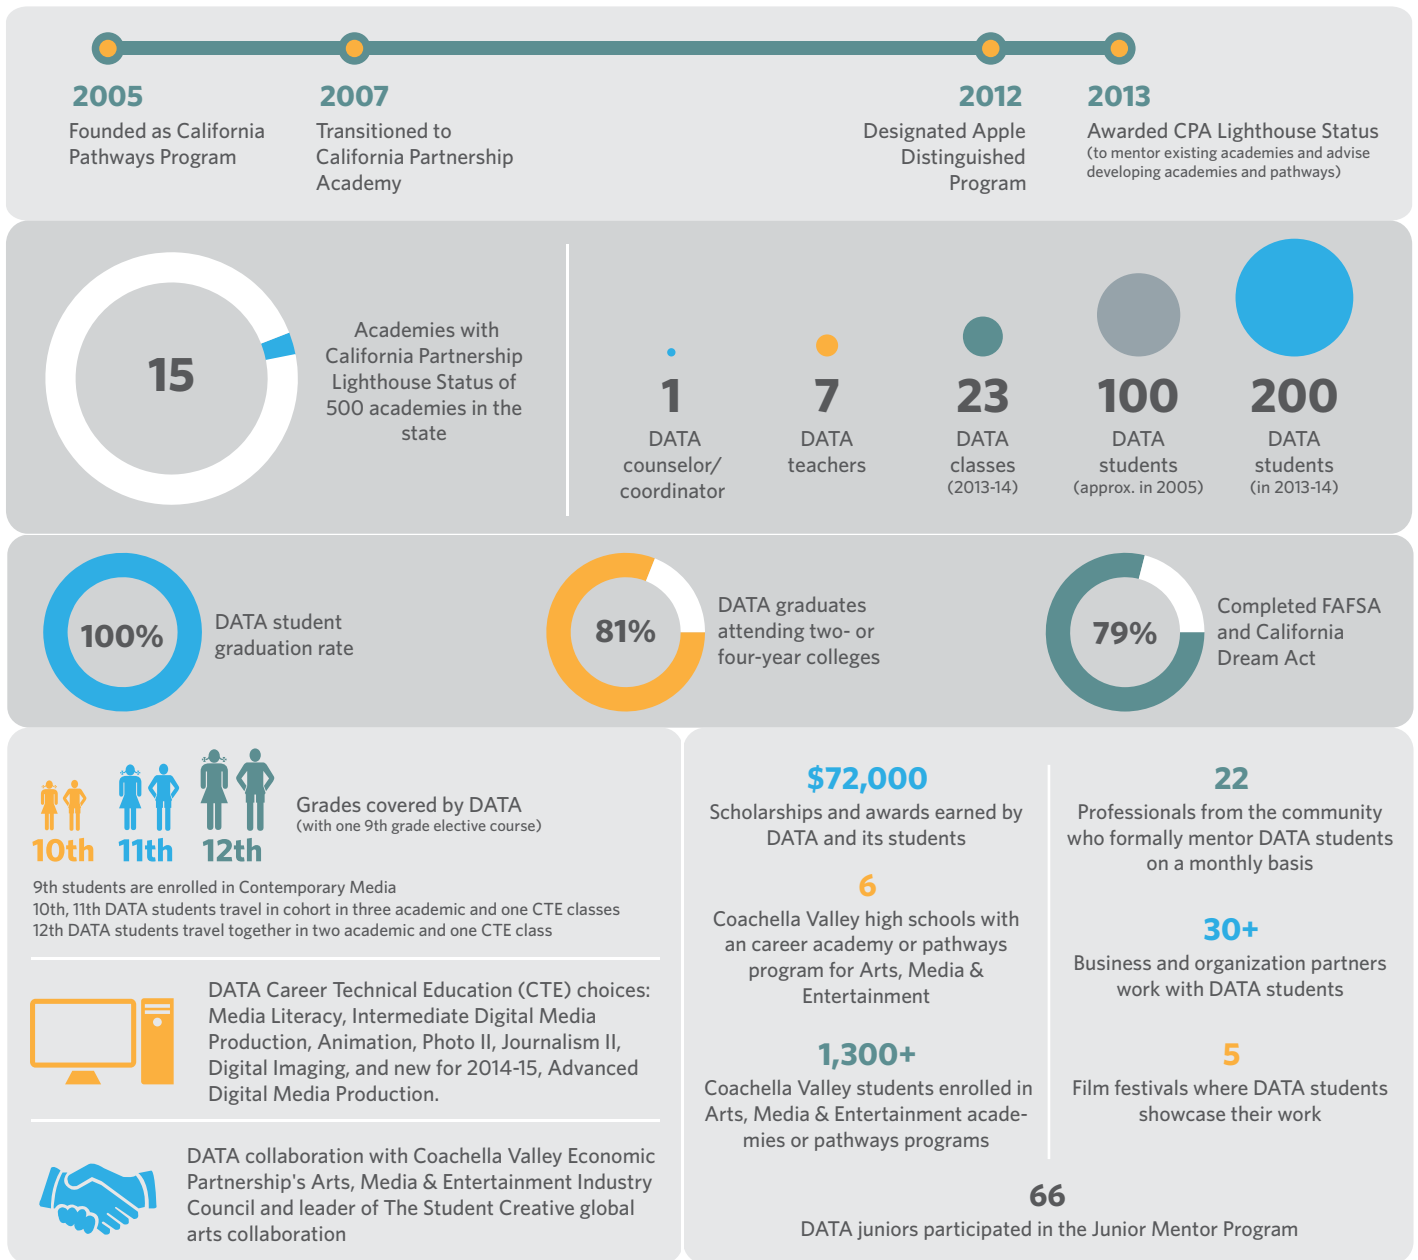 2005
Founded as California
Pathways Program
2007
Transitioned to
California Partnership
Academy
2012
Designated Apple
Distinguished
Program
2013
Awarded CPA Lighthouse Status
(to mentor existing academies and advise
developing academies and pathways)
15
Academies with
California Partnership
Lighthouse Status of
500 academies in the
state
1
DATA
counselor/
coordinator
7
DATA
teachers
23
DATA
classes
(2013-14)
100
DATA
students
(approx. in 2005)
200
DATA
students
(in 2013-14)
100%
DATA student
graduation rate
81%
DATA graduates
attending two- or
four-year colleges
79%
Completed FAFSA
and California
Dream Act
10th 11th 12th
Grades covered by DATA
(with one 9th grade elective course)
9th students are enrolled in Contemporary Media
10th, 11th DATA students travel in cohort in three academic and one CTE classes
12th DATA students travel together in two academic and one CTE class
DATA Career Technical Education (CTE) choices:
Media Literacy, Intermediate Digital Media
Production, Animation, Photo II, Journalism II,
Digital Imaging, and new for 2014-15, Advanced
Digital Media Production.
DATA collaboration with Coachella Valley Economic
Partnership's Arts, Media & Entertainment Industry
Council and leader of The Student Creative global
arts collaboration
$72,000
Scholarships and awards earned by
DATA and its students
6
Coachella Valley high schools with
an career academy or pathways
program for Arts, Media &
Entertainment
1,300+
Coachella Valley students enrolled in
Arts, Media & Entertainment acade-
mies or pathways programs
22
Professionals from the community
who formally mentor DATA students
on a monthly basis
30+
Business and organization partners
work with DATA students
5
Film festivals where DATA students
showcase their work
66
DATA juniors participated in the Junior Mentor Program